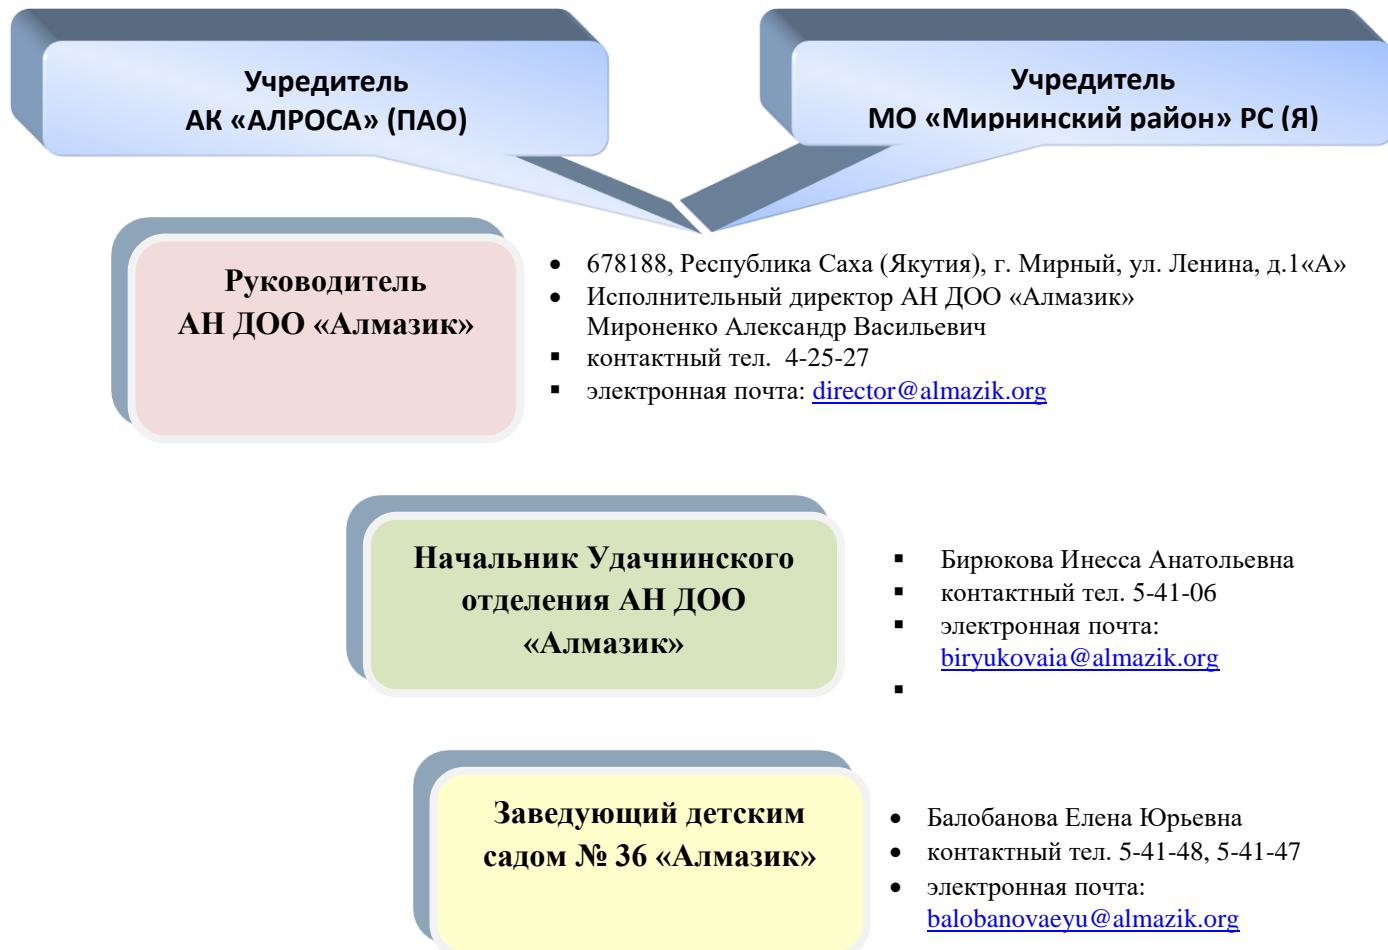 Учредитель
АК «АЛРОСА» (ПАО)
Учредитель
МО «Мирнинский район» РС (Я)
Руководитель
АН ДОО «Алмазик»
• 678188, Республика Саха (Якутия), г. Мирный, ул. Ленина, д.1«А»
• Исполнительный директор АН ДОО «Алмазик»
Мироненко Александр Васильевич
▪ контактный тел. 4-25-27
▪ электронная почта: director@almazik.org
Начальник Удачнинского
отделения АН ДОО
«Алмазик»
▪ Бирюкова Инесса Анатольевна
▪ контактный тел. 5-41-06
▪ электронная почта:
biryukovaia@almazik.org
▪
Заведующий детским
садом № 36 «Алмазик»
• Балобанова Елена Юрьевна
• контактный тел. 5-41-48, 5-41-47
• электронная почта:
balobanovaeyu@almazik.org